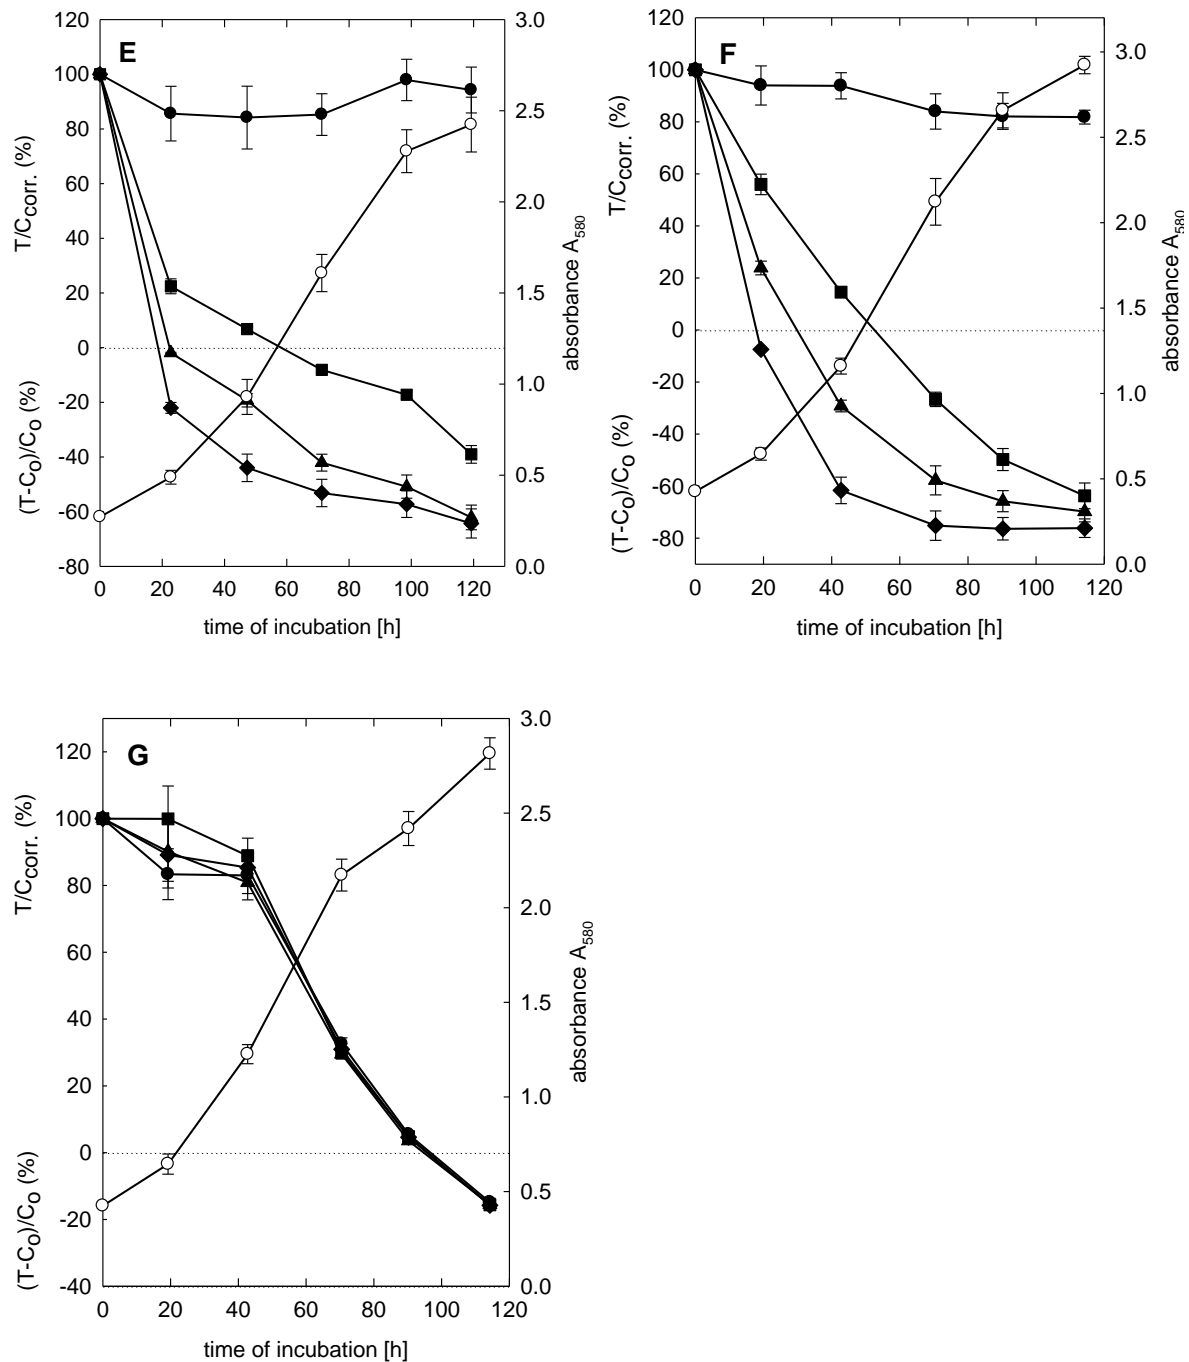 E
120
100
80
60
40
20
0
-20
-40
-60
-80
T/Ccorr. (%)
(T-Co)/Co (%)
3.0
2.5
2.0
1.5
1.0
0.5
0.0
absorbance A580
0 20 40 60 80 100 120
time of incubation [h]
F
120
100
80
60
40
20
0
-20
-40
-60
-80
T/Ccorr. (%)
(T-Co)/Co (%)
3.0
2.5
2.0
1.5
1.0
0.5
0.0
absorbance A580
0 20 40 60 80 100 120
time of incubation [h]
G
120
100
80
60
40
20
0
-20
-40
T/Ccorr. (%)
(T-Co)/Co (%)
3.0
2.5
2.0
1.5
1.0
0.5
0.0
absorbance A580
0 20 40 60 80 100 120
time of incubation [h]